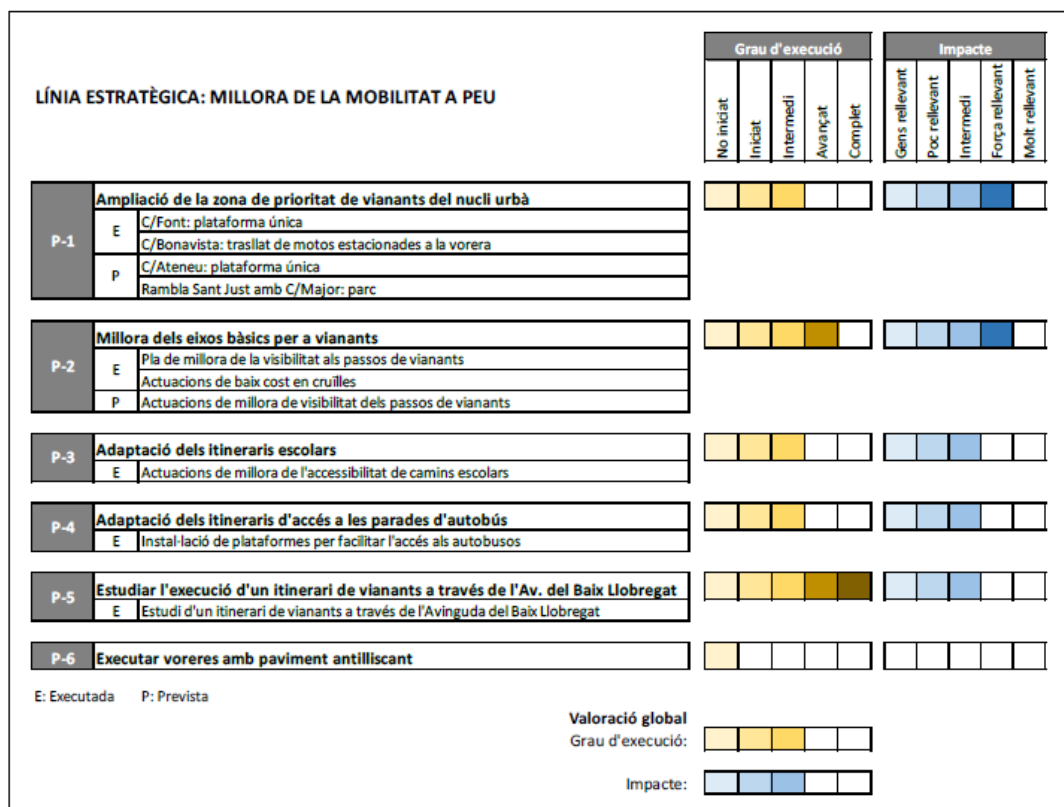 Grau d'execució
Impacte
LÍNIA ESTRATÈGICA: MILLORA DE LA MOBILITAT A PEU
No iniciat
Iniciat
Intermedi
Avançat
Complet
Gens rellevant
Poc rellevant
Intermedi
Força rellevant
Molt rellevant
P-1
Ampliació de la zona de prioritat de vianants del nucli urbà
E
C/Font: plataforma única
C/Bonavista: trasllat de motos estacionades a la vorera
P
C/Ateneu: plataforma única
Rambla Sant Just amb C/Major: parc
P-2
Millora dels eixos bàsics per a vianants
E
Pla de millora de la visibilitat als passos de vianants
Actuacions de baix cost en cruïlles
P
Actuacions de millora de visibilitat dels passos de vianants
P-3
Adaptació dels itineraris escolars
E
Actuacions de millora de l'accessibilitat de camins escolars
P-4
Adaptació dels itineraris d'accés a les parades d'autobús
E
Instal·lació de plataformes per facilitar l'accés als autobusos
P-5
Estudiar l'execució d'un itinerari de vianants a través de l'Av. del Baix Llobregat
E
Estudi d'un itinerari de vianants a través de l'Avinguda del Baix Llobregat
P-6
Executar voreres amb paviment antilliscant
E: Executada P: Prevista
Valoració global
Grau d'execució:
Impacte: